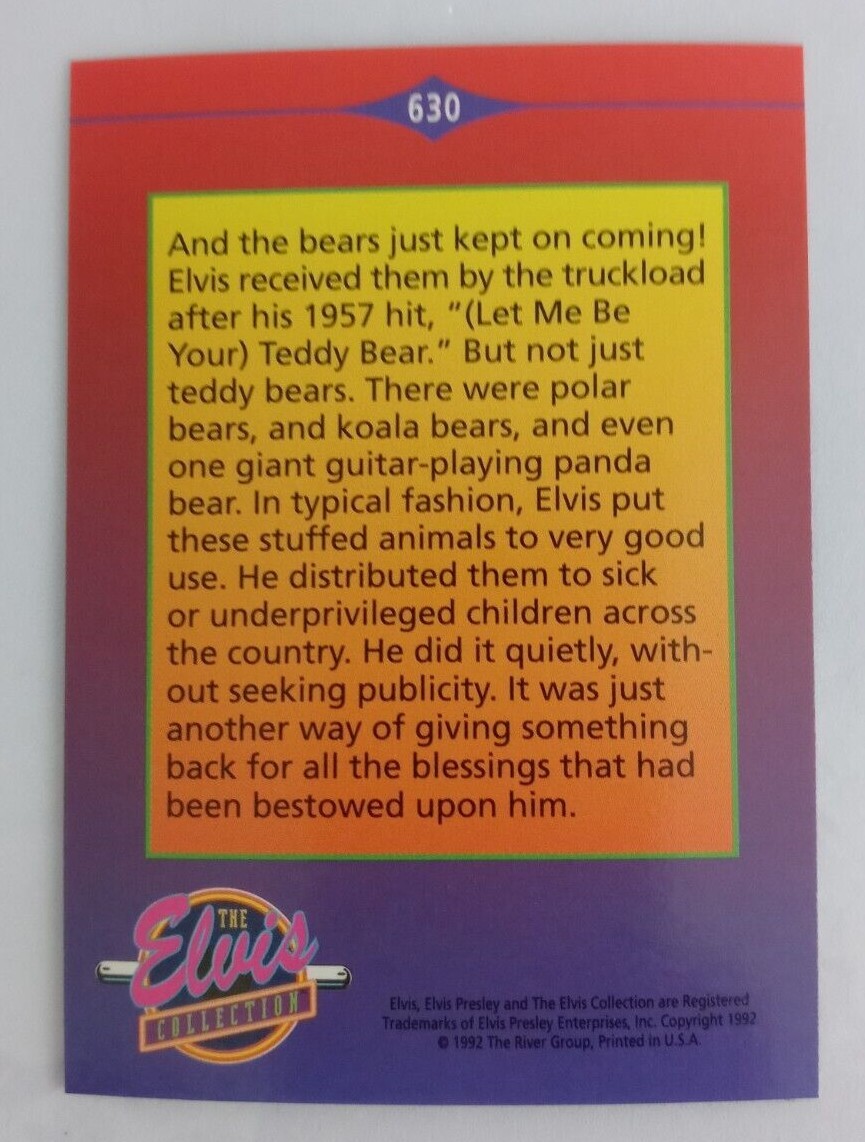 630
And the bears just kept on coming!
Elvis received them by the truckload
after his 1957 hit, “(Let Me Be
Your) Teddy Bear.” But not just
teddy bears. There were polar
bears, and koala bears, and even
one giant guitar-playing panda
bear. In typical fashion, Elvis put
these stuffed animals to very good
use. He distributed them to sick
or underprivileged children across
the country. He did it quietly, with-
out seeking publicity. It was just
another way of giving something
back for all the blessings that had
been bestowed upon him.
THE
Elvis
COLLECTION
Elvis, Elvis Presley and The Elvis Collection are Registered
Trademarks of Elvis Presley Enterprises, Inc. Copyright 1992
© 1992 The River Group, Printed in U.S.A.